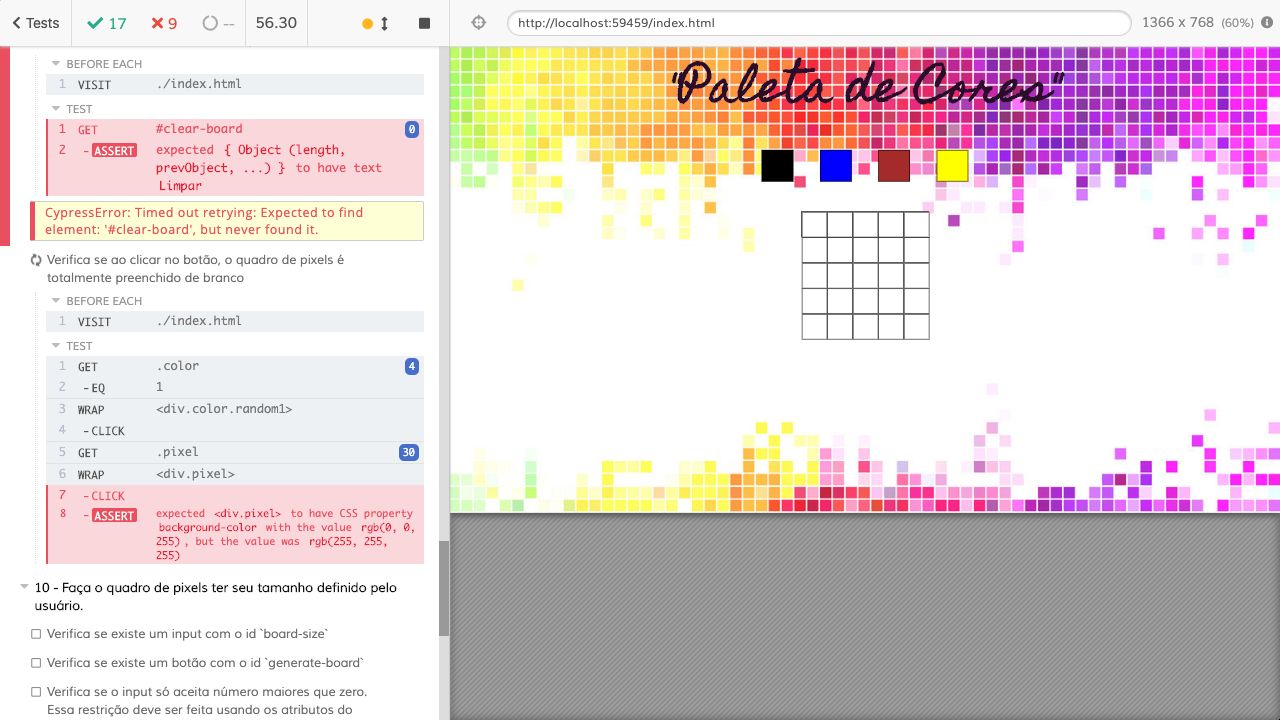 Tests 17 9 -- 56.30 http://localhost:59459/index.html 1366 x 768 (60%)
BEFORE EACH
1 VISIT ./index.html
TEST
1 GET #clear-board 0
2 - ASSERT expected { Object (length,
prevObject, ...) } to have text
Limpar
CypressError: Timed out retrying: Expected to find
element: '#clear-board', but never found it.
Verifica se ao clicar no botão, o quadro de pixels é
totalmente preenchido de branco
BEFORE EACH
1 VISIT ./index.html
TEST
1 GET .color 4
2 - EQ 1
3 WRAP <div.color.random1>
4 - CLICK
5 GET .pixel 30
6 WRAP <div.pixel>
7 - CLICK
8 - ASSERT expected <div.pixel> to have CSS property
background-color with the value rgb(0, 0,
255) , but the value was rgb(255, 255,
255)
10 - Faça o quadro de pixels ter seu tamanho definido pelo
usuário.
Verifica se existe um input com o id `board-size`
Verifica se existe um botão com o id `generate-board`
Verifica se o input só aceita número maiores que zero.
Essa restrição deve ser feita usando os atributos do
"Paleta de Cores"